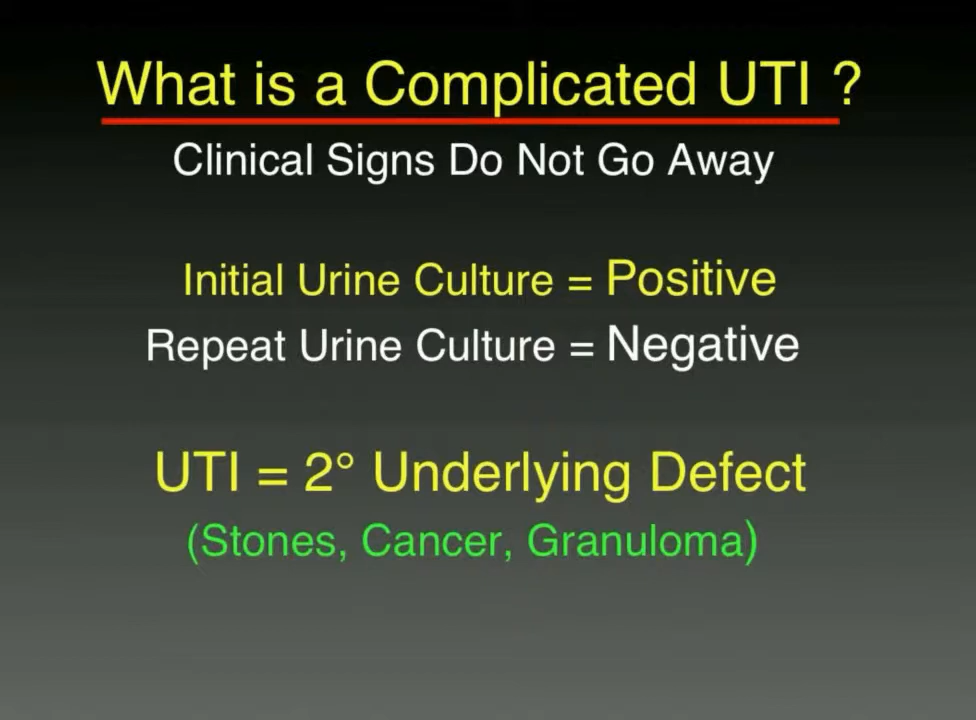 What is a Complicated UTI ?
Clinical Signs Do Not Go Away
Initial Urine Culture = Positive
Repeat Urine Culture = Negative
UTI = 2° Underlying Defect
(Stones, Cancer, Granuloma)